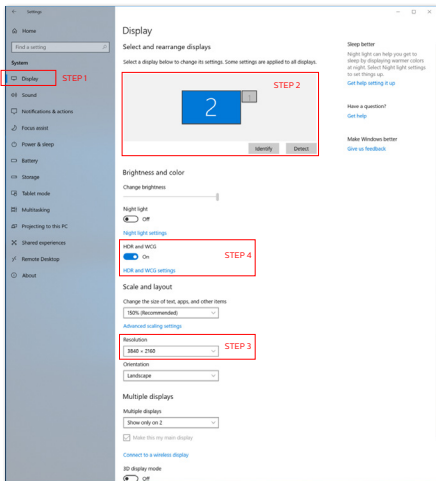 Settings
Home
Find a setting
System
Display
STEP 1
Sound
Notifications & actions
Focus assist
Power & sleep
Battery
Storage
Tablet mode
Multitasking
Projecting to this PC
Shared experiences
Remote Desktop
About
Display
Select and rearrange displays
Select a display below to change its settings. Some settings are applied to all displays.
STEP 2
2
1
Identify
Detect
Brightness and color
Change brightness
Night light
Off
Night light settings
HDR and WCG
On
STEP 4
HDR and WCG settings
Scale and layout
Change the size of text, apps, and other items
150% (Recommended)
Advanced scaling settings
Resolution
3840 × 2160
STEP 3
Orientation
Landscape
Multiple displays
Multiple displays
Show only on 2
Make this my main display
Connect to a wireless display
3D display mode
Off
Sleep better
Night light can help you get to
sleep by displaying warmer colors
at night. Select Night light settings
to set things up.
Get help setting it up
Have a question?
Get help
Make Windows better
Give us feedback